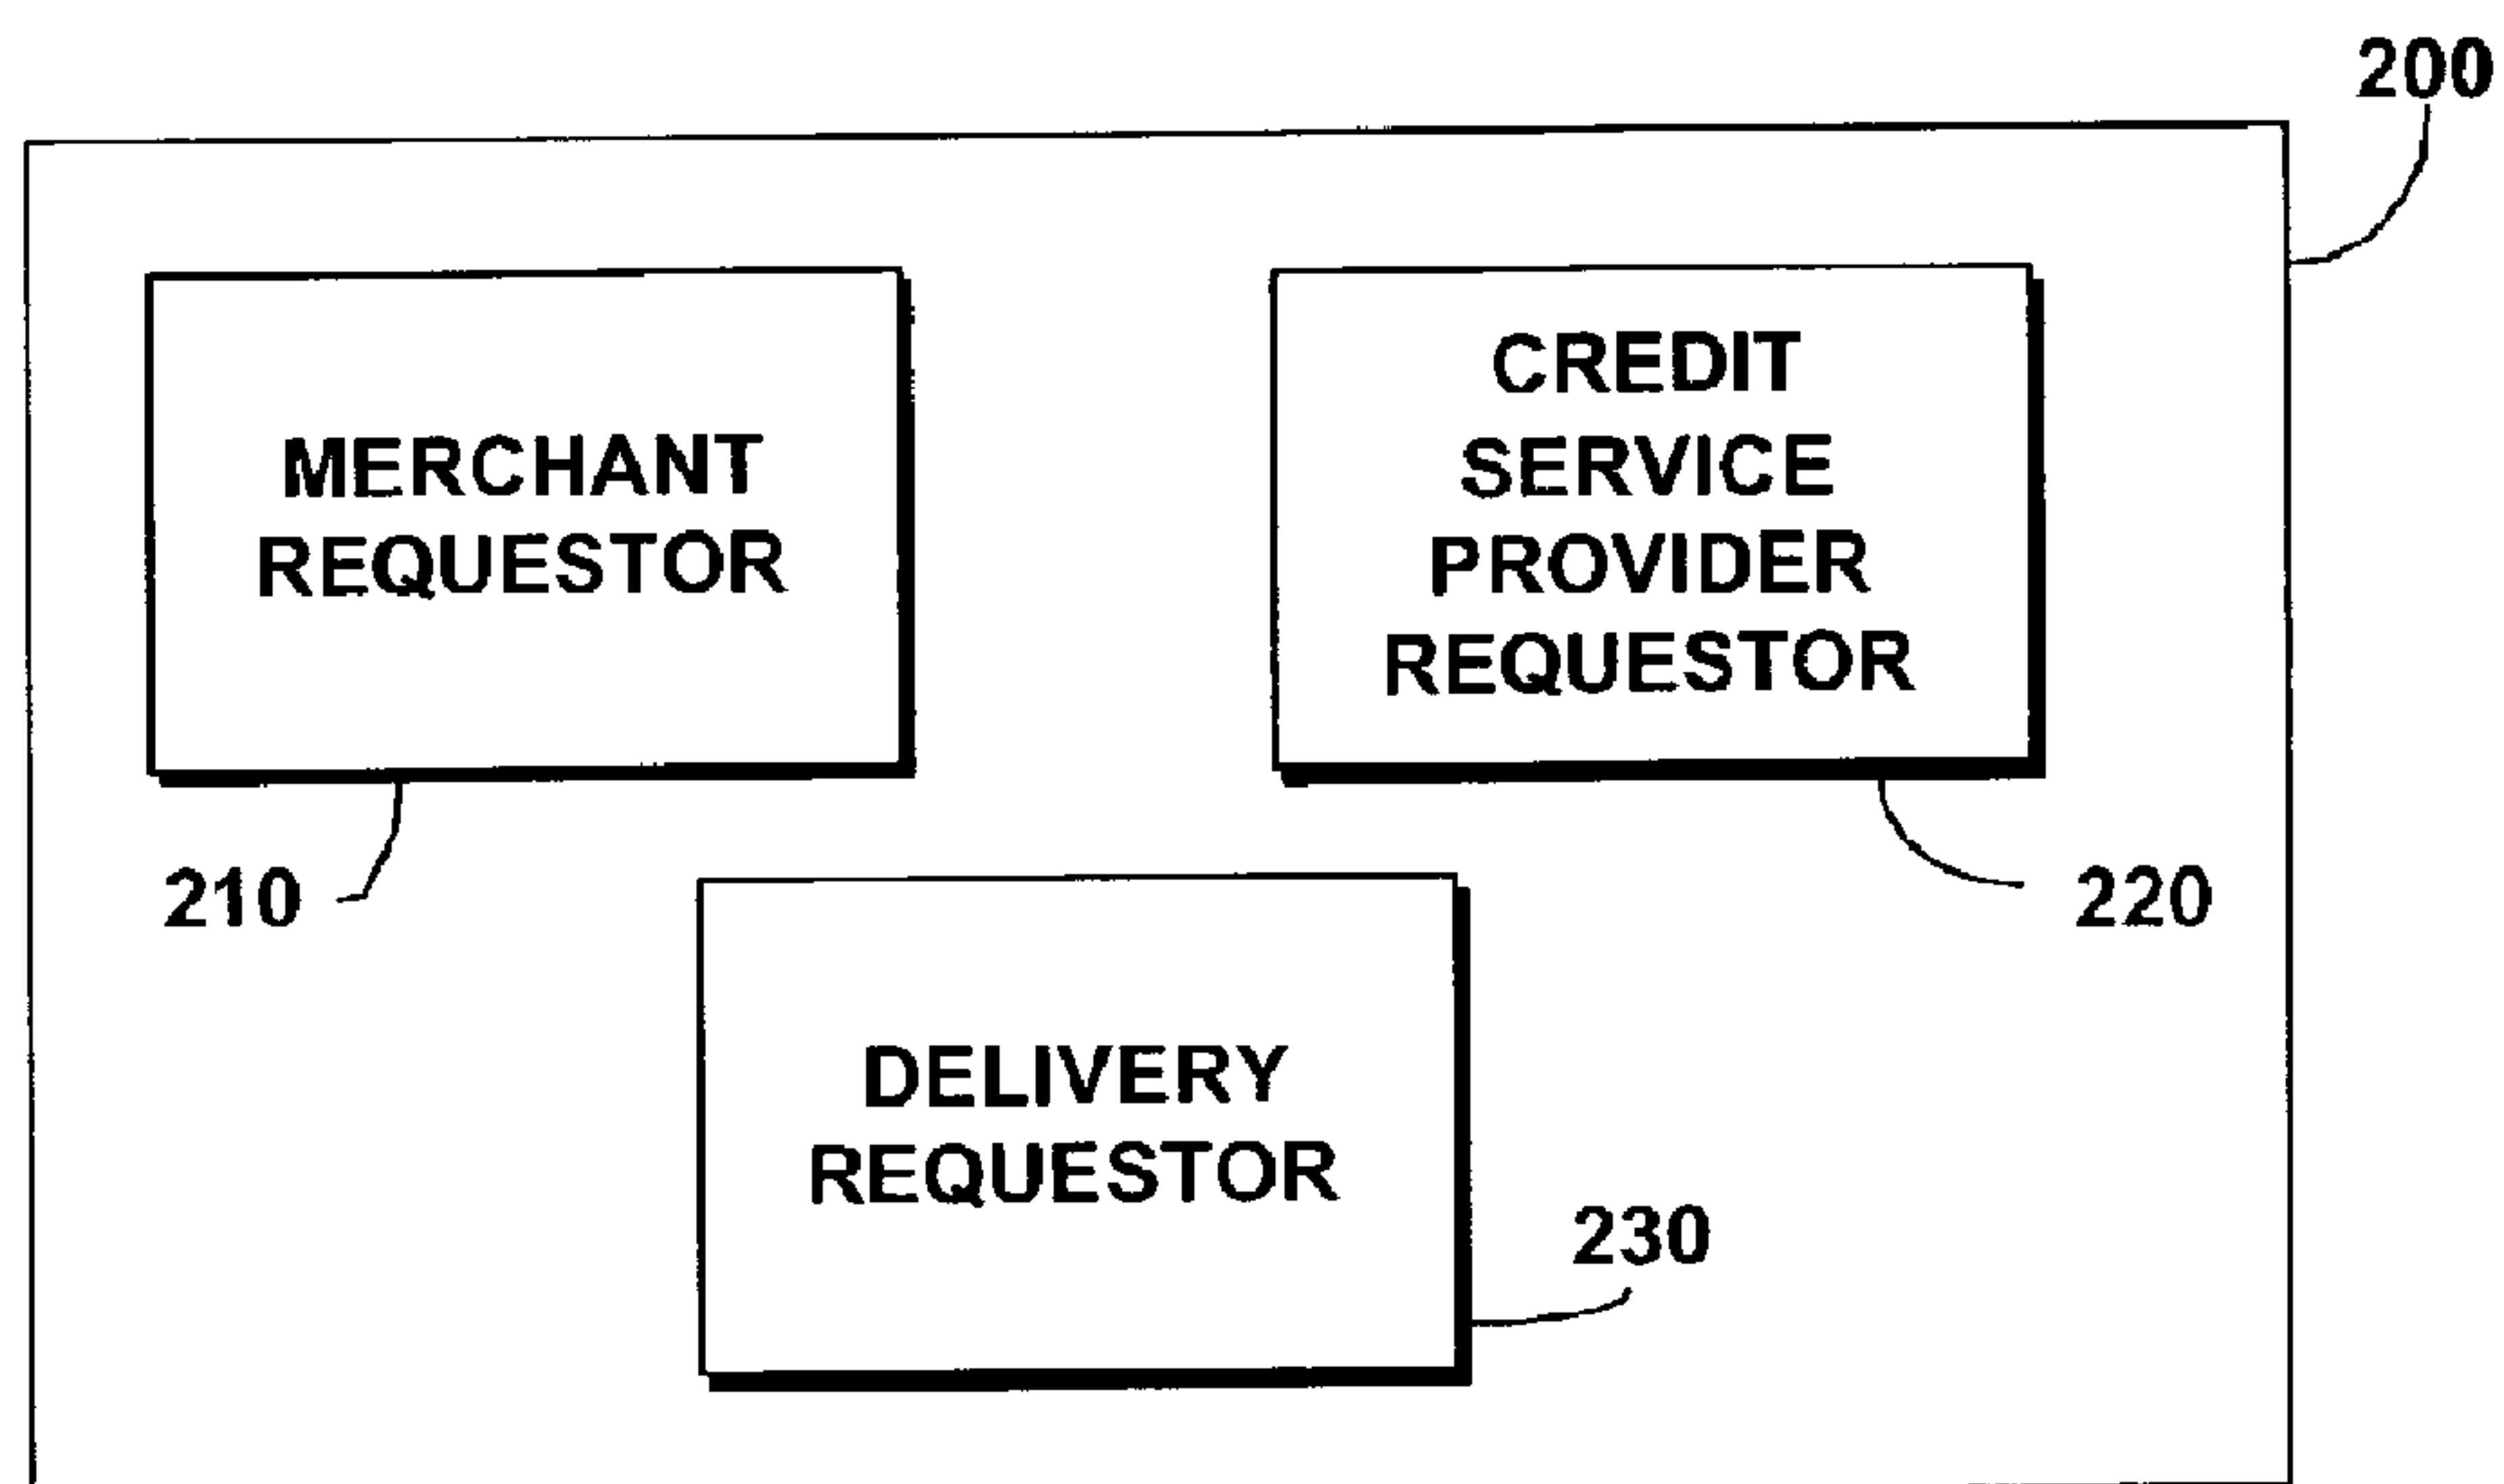 200
MERCHANT
REQUESTOR
CREDIT
SERVICE
PROVIDER
REQUESTOR
210
220
DELIVERY
REQUESTOR
230